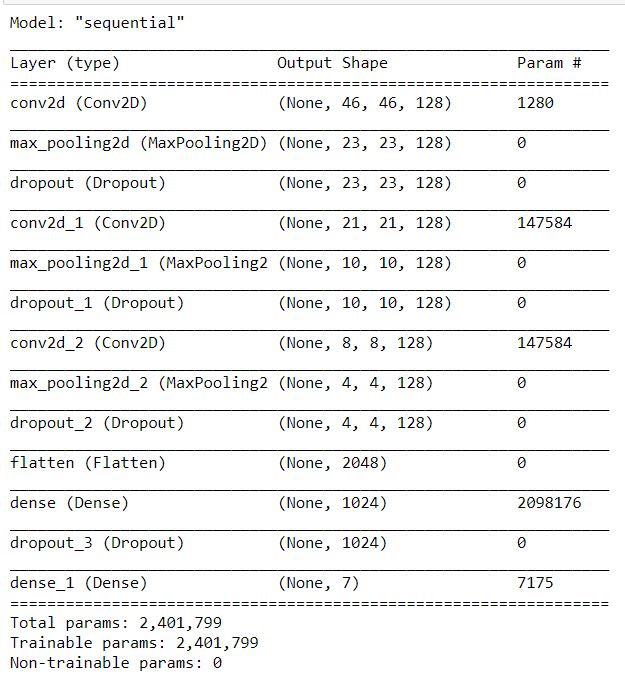 Model: "sequential"
Layer (type) Output Shape Param #
conv2d (Conv2D) (None, 46, 46, 128) 1280
max_pooling2d (MaxPooling2D) (None, 23, 23, 128) 0
dropout (Dropout) (None, 23, 23, 128) 0
conv2d_1 (Conv2D) (None, 21, 21, 128) 147584
max_pooling2d_1 (MaxPooling2 (None, 10, 10, 128) 0
dropout_1 (Dropout) (None, 10, 10, 128) 0
conv2d_2 (Conv2D) (None, 8, 8, 128) 147584
max_pooling2d_2 (MaxPooling2 (None, 4, 4, 128) 0
dropout_2 (Dropout) (None, 4, 4, 128) 0
flatten (Flatten) (None, 2048) 0
dense (Dense) (None, 1024) 2098176
dropout_3 (Dropout) (None, 1024) 0
dense_1 (Dense) (None, 7) 7175
Total params: 2,401,799
Trainable params: 2,401,799
Non-trainable params: 0